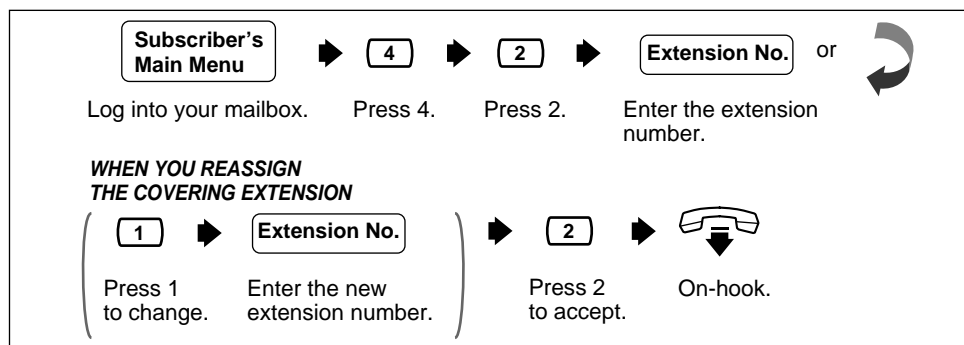 Subscriber's
Main Menu
4
2
Extension No.
or
Log into your mailbox.
Press 4.
Press 2.
Enter the extension
number.
WHEN YOU REASSIGN
THE COVERING EXTENSION
1
Extension No.
2
Press 1
to change.
Enter the new
extension number.
Press 2
to accept.
On-hook.